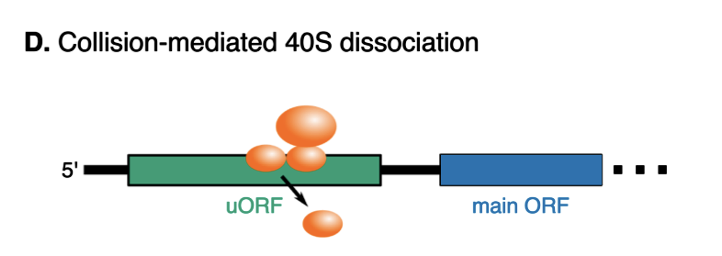 D. Collision-mediated 40S dissociation
5'
uORF
main ORF